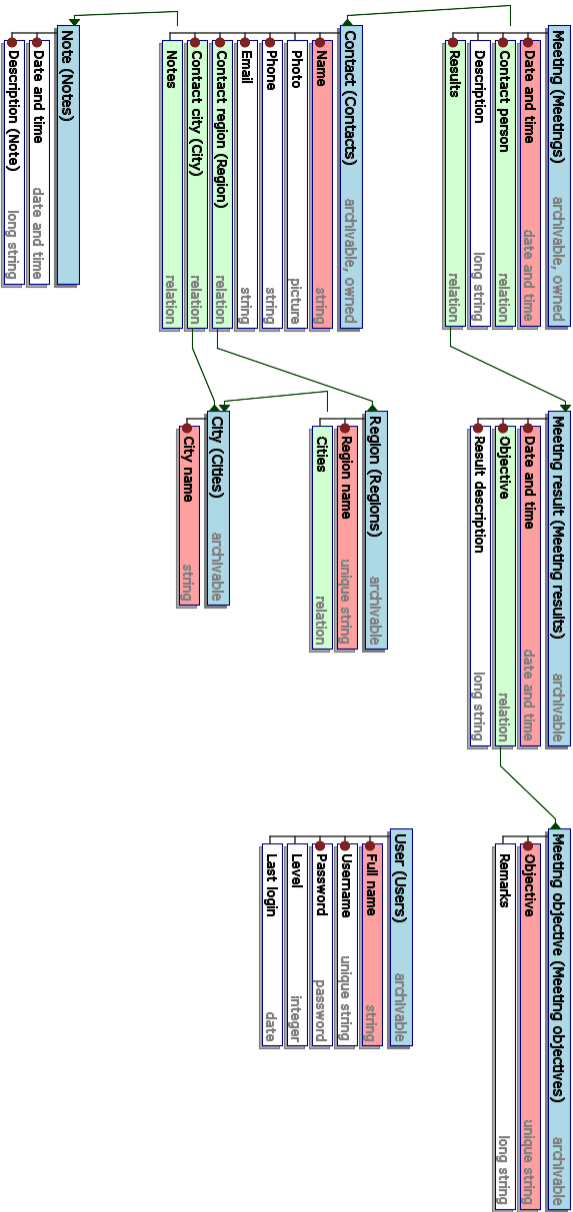 Meeting (Meetings) archivable, owned
Date and time date and time
Contact person relation
Description long string
Results relation
Meeting result (Meeting results) archivable
Date and time date and time
Objective relation
Result description long string
Meeting objective (Meeting objectives) archivable
Objective unique string
Remarks long string
Contact (Contacts) archivable, owned
Name string
Photo picture
Phone string
Email string
Contact region (Region) relation
Contact city (City) relation
Notes relation
Region (Regions) archivable
Region name unique string
Cities relation
City (Cities) archivable
City name string
User (Users) archivable
Full name string
Username unique string
Password password
Level integer
Last login date
Note (Notes)
Date and time date and time
Description (Note) long string